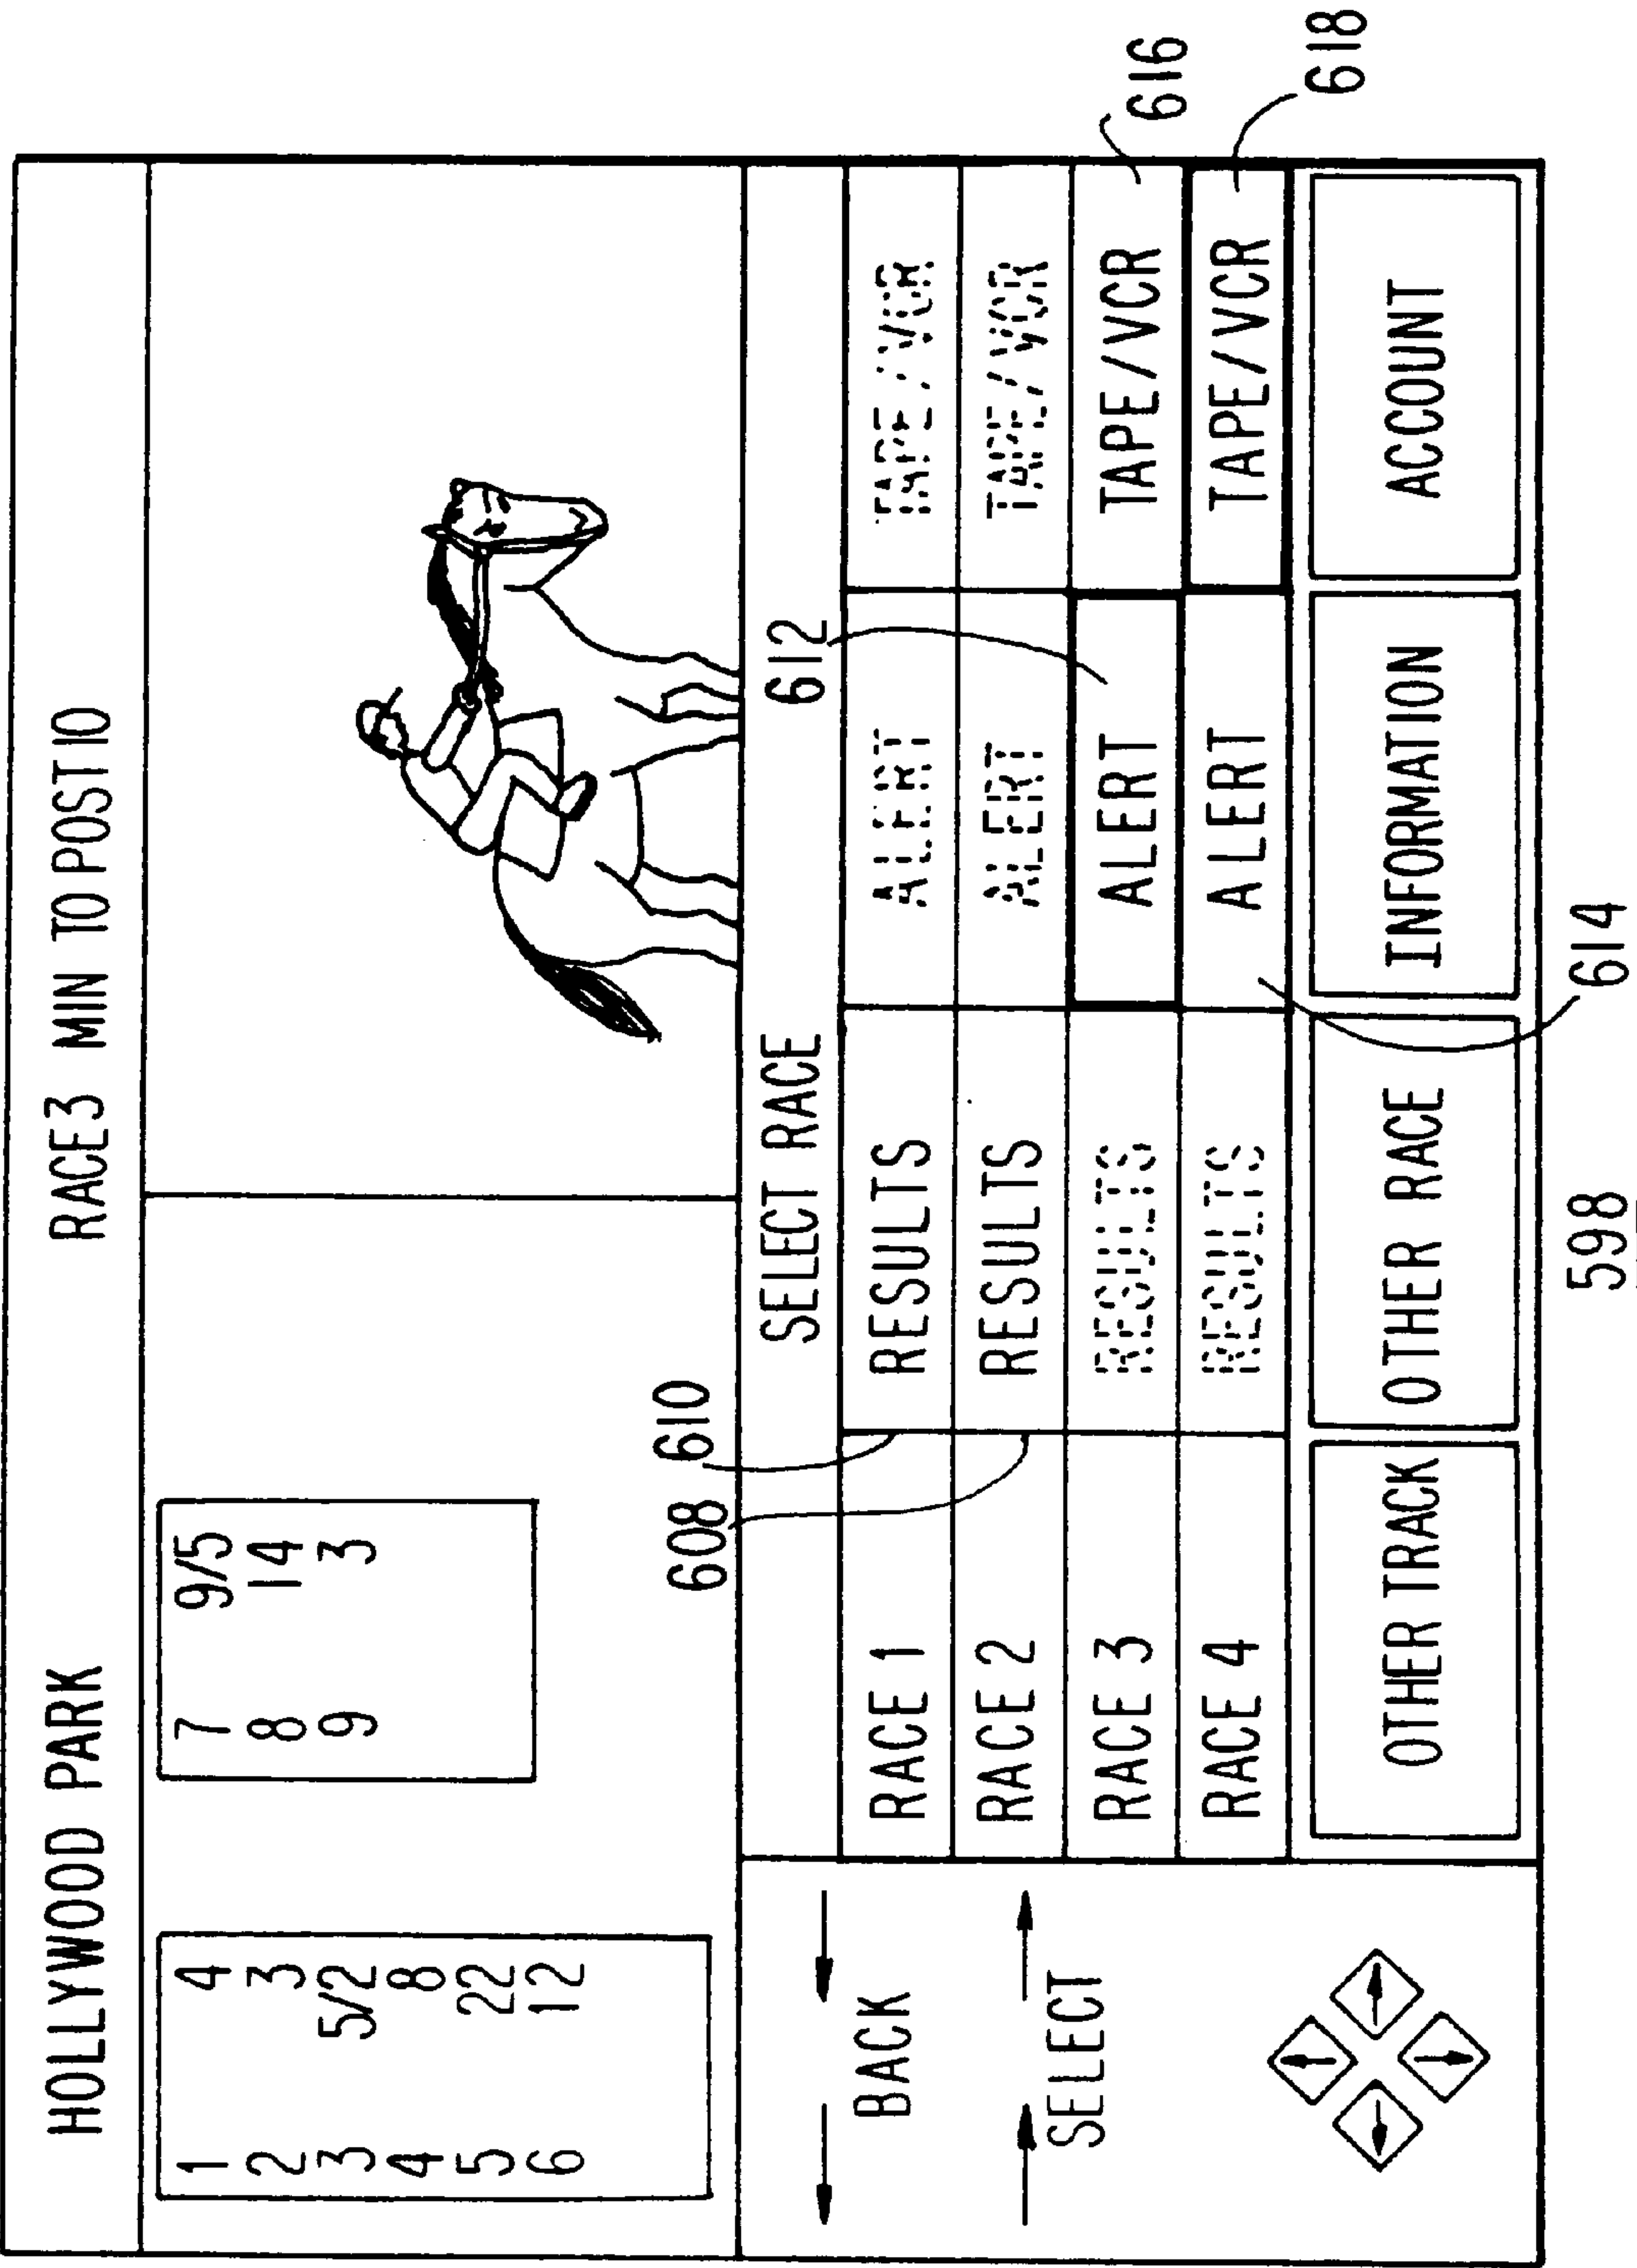 HOLLYWOOD PARK RACE 3 MIN TO POST 10
1 4 7 9/5
2 3 8 14
3 5/2 9 3
4 8
5 22
6 12
608 610 612
BACK
SELECT
SELECT RACE
RACE 1 RESULTS ALERT TAPE/VCR
RACE 2 RESULTS ALERT TAPE/VCR
RACE 3 RESULTS ALERT TAPE/VCR 616
RACE 4 RESULTS ALERT TAPE/VCR 618
OTHER TRACK OTHER RACE INFORMATION ACCOUNT
614
598